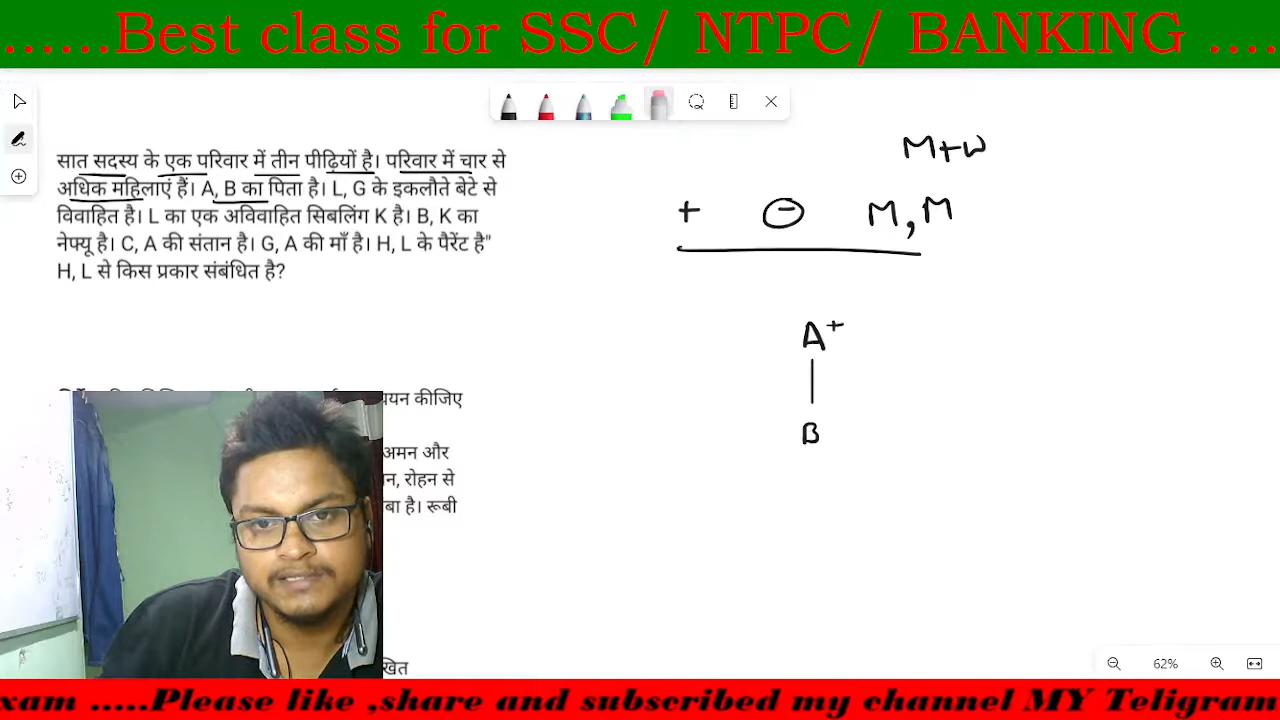 ......Best class for SSC/ NTPC/ BANKING ....
M+W
सात सदस्य के एक परिवार में तीन पीढ़ियों है। परिवार में चार से
अधिक महिलाएं हैं। A, B का पिता है। L, G के इकलौते बेटे से
विवाहित है। L का एक अविवाहित सिबलिंग K है। B, K का
नेफ्यू है। C, A की संतान है। G, A की माँ है। H, L के पैरेंट है"
H, L से किस प्रकार संबंधित है?
+ - M, M
A+
B
चयन कीजिए
अमन और
न, रोहन से
बा है। रूबी
खित
62%
xam .....Please like ,share and subscribed my channel MY Teligram